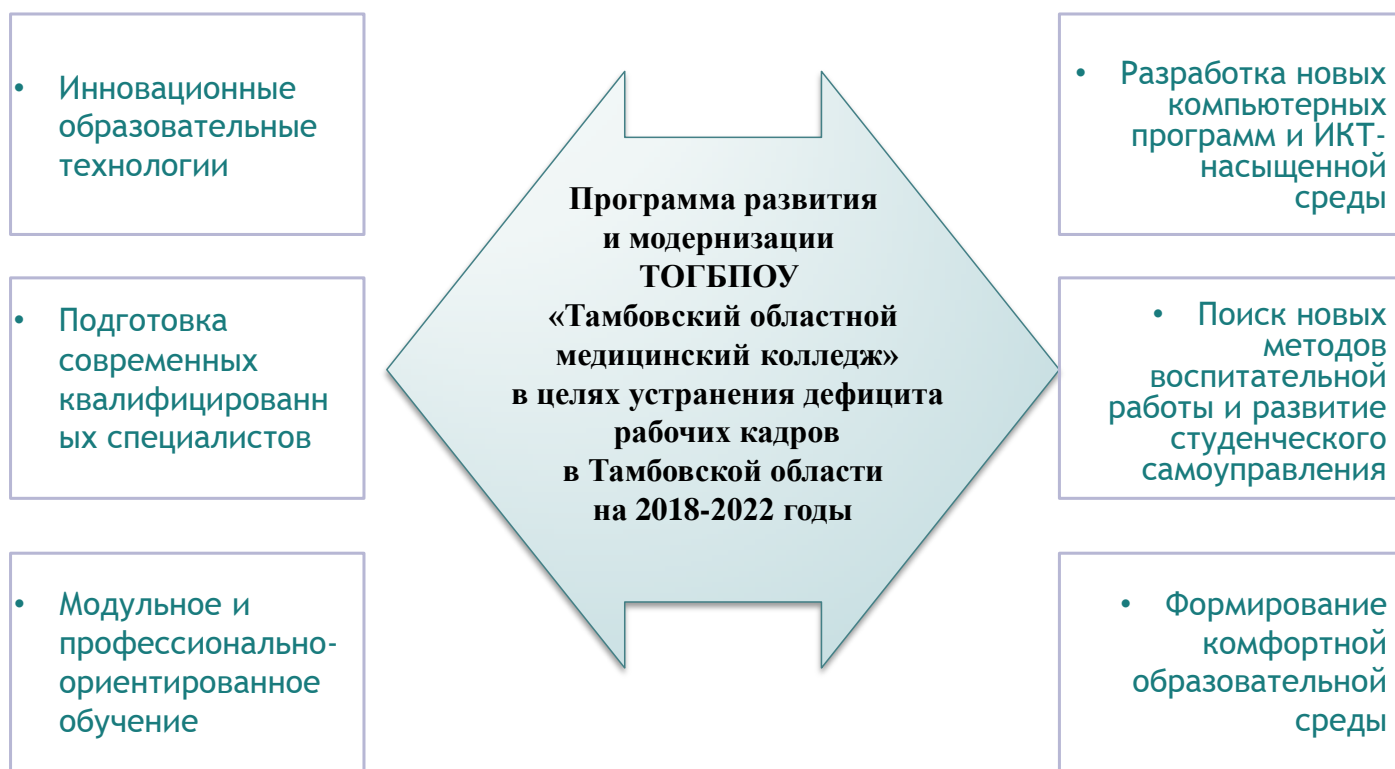 • Инновационные
образовательные
технологии
• Подготовка
современных
квалифицированн
ых специалистов
• Модульное и
профессионально-
ориентированное
обучение
Программа развития
и модернизации
ТОГБПОУ
«Тамбовский областной
медицинский колледж»
в целях устранения дефицита
рабочих кадров
в Тамбовской области
на 2018-2022 годы
• Разработка новых
компьютерных
программ и ИКТ-
насыщенной
среды
• Поиск новых
методов
воспитательной
работы и развитие
студенческого
самоуправления
• Формирование
комфортной
образовательной
среды